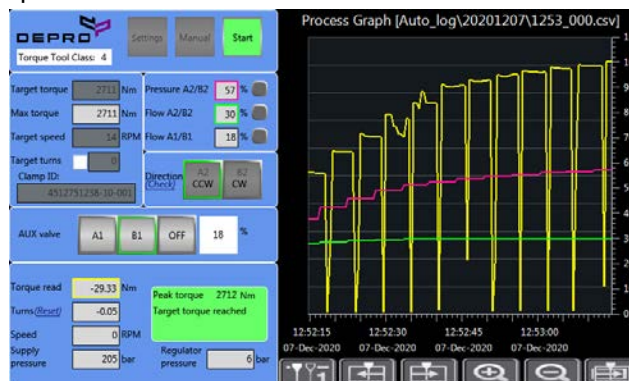 DEPRO
Settings
Manual
Start
Torque Tool Class: 4
Target torque 2711 Nm
Max torque 2711 Nm
Target speed 14 RPM
Target turns 0
Clamp ID:
4512751238-10-001
Pressure A2/B2 57 %
Flow A2/B2 30 %
Flow A1/B1 18 %
Direction
(Check)
A2
CCW
B2
CW
AUX valve A1 B1 OFF 18 %
Torque read -29.33 Nm
Turns(Reset) -0.05
Speed 0 RPM
Supply
pressure 205 bar
Peak torque 2712 Nm
Target torque reached
Regulator
pressure 6 bar
Process Graph [Auto_log\20201207\1253_000.csv]
12:52:15 12:52:30 12:52:45 12:53:00
07-Dec-2020 07-Dec-2020 07-Dec-2020 07-Dec-2020